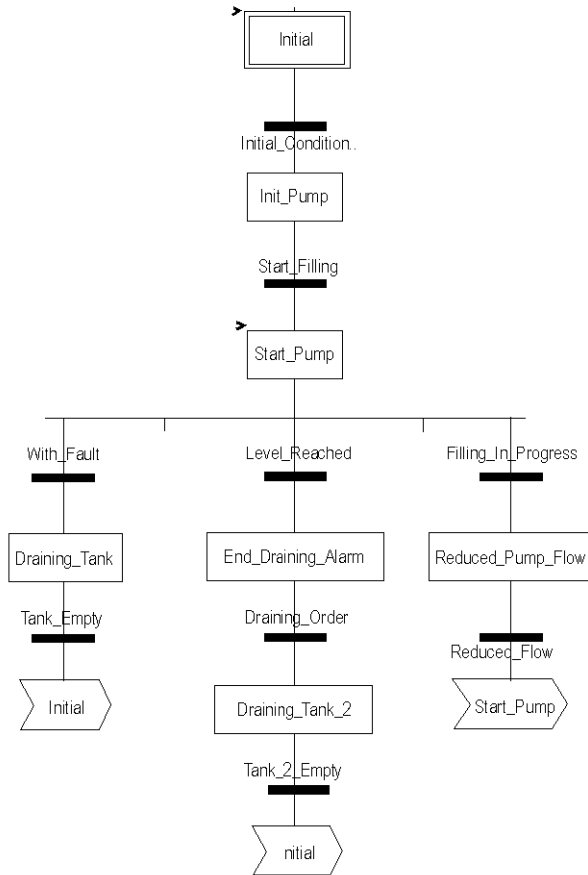 Initial
Initial_Condition..
Init_Pump
Start_Filling
Start_Pump
With_Fault
Level_Reached
Filling_In_Progress
Draining_Tank
End_Draining_Alarm
Reduced_Pump_Flow
Tank_Empty
Draining_Order
Reduced_Flow
Initial
Draining_Tank_2
Start_Pump
Tank_2_Empty
nitial